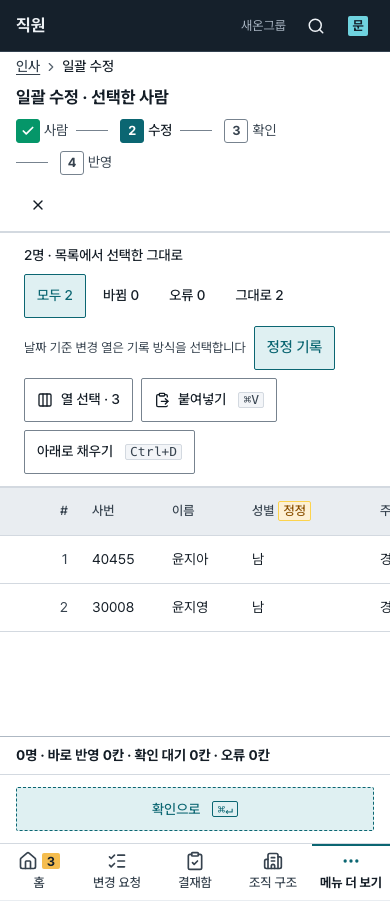 직원 새온그룹 문
인사 > 일괄 수정
일괄 수정 · 선택한 사람
사람 2 수정 3 확인
4 반영
2명 · 목록에서 선택한 그대로
모두 2 바뀜 0 오류 0 그대로 2
날짜 기준 변경 열은 기록 방식을 선택합니다 정정 기록
열 선택 · 3 붙여넣기 ⌘V
아래로 채우기 Ctrl+D
# 사번 이름 성별 정정 주
1 40455 윤지아 남 경
2 30008 윤지영 남 경
0명 · 바로 반영 0칸 · 확인 대기 0칸 · 오류 0칸
확인으로 ⌘↵
3
홈 변경 요청 결재함 조직 구조 메뉴 더 보기